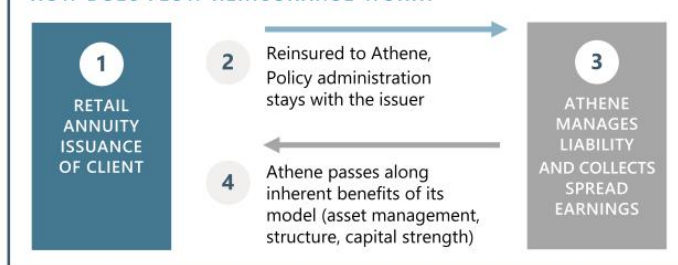 1
RETAIL
ANNUITY
ISSUANCE
OF CLIENT
2
Reinsured to Athene,
Policy administration
stays with the issuer
3
ATHENE
MANAGES
LIABILITY
AND COLLECTS
SPREAD
EARNINGS
4
Athene passes along
inherent benefits of its
model (asset management,
structure, capital strength)